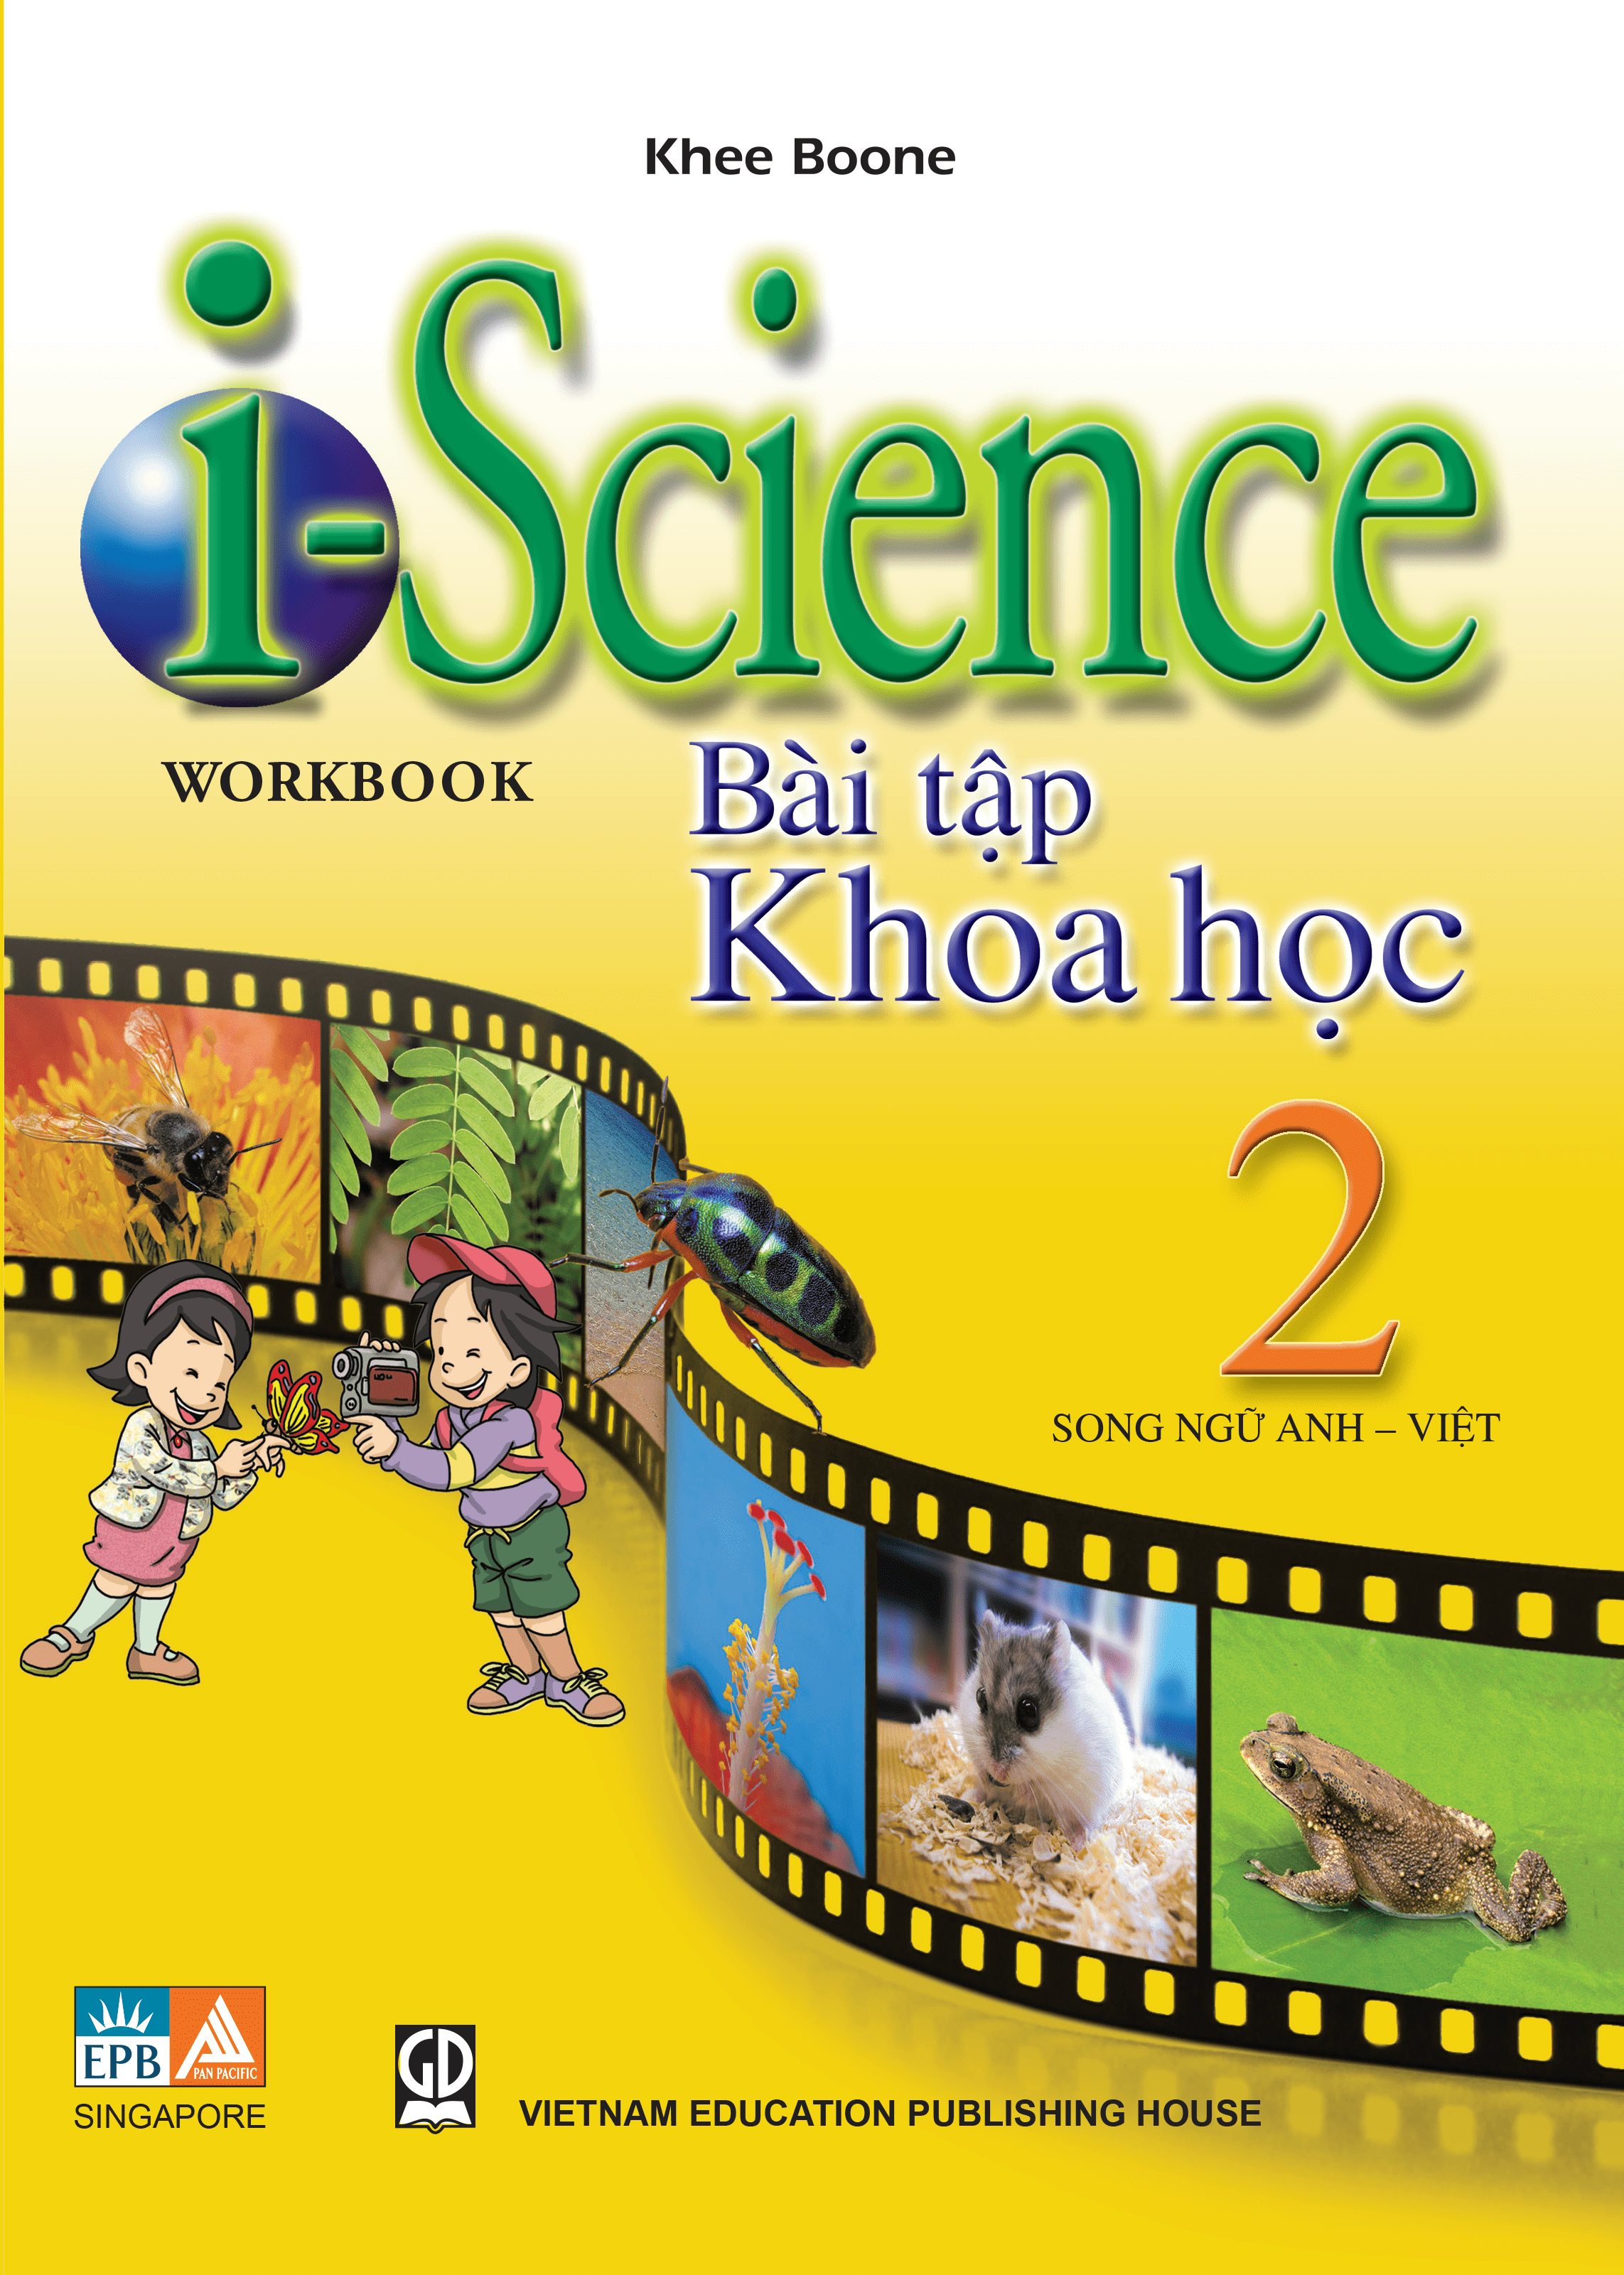 Khee Boone
i-Science
WORKBOOK
Bài tập
Khoa học
2
SONG NGỮ ANH – VIỆT
EPB
PAN PACIFIC
SINGAPORE
GD
VIETNAM EDUCATION PUBLISHING HOUSE